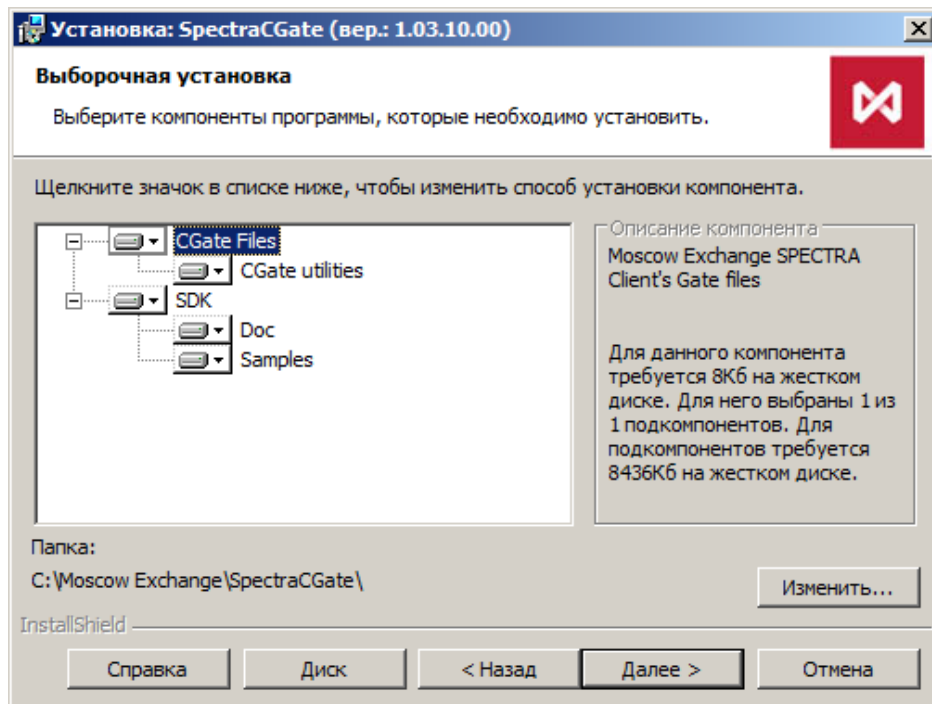 Установка: SpectraCGate (вер.: 1.03.10.00)
Выборочная установка
Выберите компоненты программы, которые необходимо установить.
Щелкните значок в списке ниже, чтобы изменить способ установки компонента.
CGate Files
CGate utilities
SDK
Doc
Samples
Описание компонента
Moscow Exchange SPECTRA
Client's Gate files
Для данного компонента
требуется 8Кб на жестком
диске. Для него выбраны 1 из
1 подкомпонентов. Для
подкомпонентов требуется
8436Кб на жестком диске.
Папка:
C:\Moscow Exchange\SpectraCGate\
Изменить...
InstallShield
Справка
Диск
< Назад
Далее >
Отмена